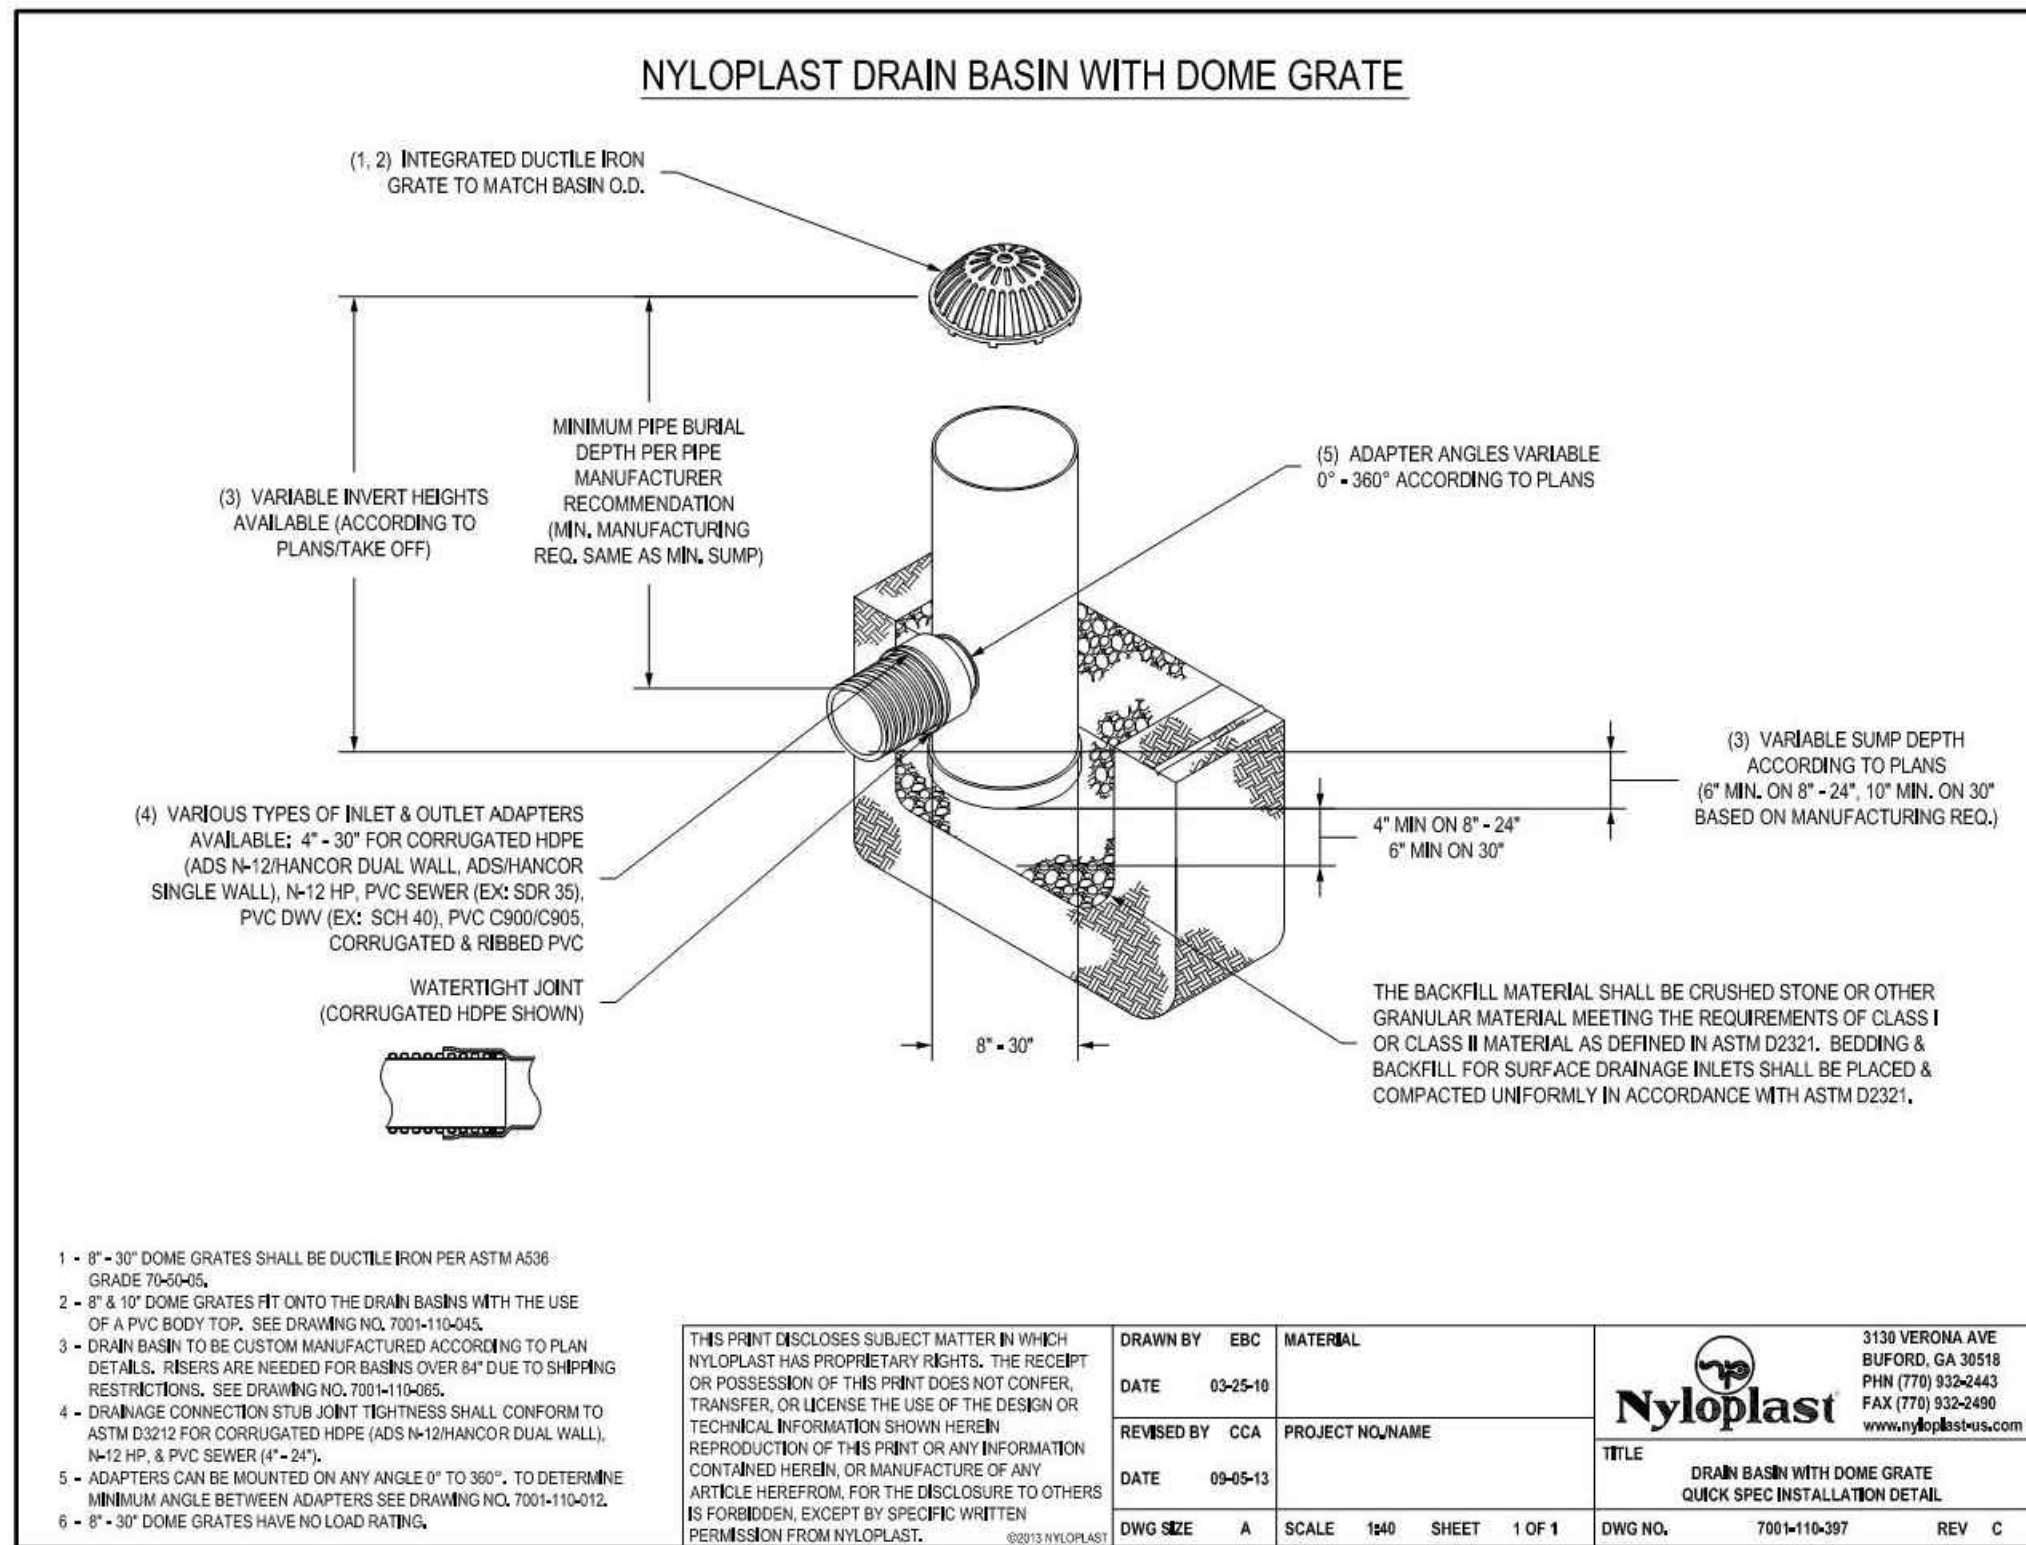 NYLOPLAST DRAIN BASIN WITH DOME GRATE
(1, 2) INTEGRATED DUCTILE IRON
GRATE TO MATCH BASIN O.D.
MINIMUM PIPE BURIAL
DEPTH PER PIPE
MANUFACTURER
RECOMMENDATION
(MIN. MANUFACTURING
REQ. SAME AS MIN. SUMP)
(3) VARIABLE INVERT HEIGHTS
AVAILABLE (ACCORDING TO
PLANS/TAKE OFF)
(5) ADAPTER ANGLES VARIABLE
0° - 360° ACCORDING TO PLANS
(3) VARIABLE SUMP DEPTH
ACCORDING TO PLANS
(6" MIN. ON 8" - 24", 10" MIN. ON 30"
BASED ON MANUFACTURING REQ.)
4" MIN ON 8" - 24"
6" MIN ON 30"
(4) VARIOUS TYPES OF INLET & OUTLET ADAPTERS
AVAILABLE: 4" - 30" FOR CORRUGATED HDPE
(ADS N-12/HANCOR DUAL WALL, ADS/HANCOR
SINGLE WALL), N-12 HP, PVC SEWER (EX: SDR 35),
PVC DWV (EX: SCH 40), PVC C900/C905,
CORRUGATED & RIBBED PVC
WATERTIGHT JOINT
(CORRUGATED HDPE SHOWN)
8" - 30"
THE BACKFILL MATERIAL SHALL BE CRUSHED STONE OR OTHER
GRANULAR MATERIAL MEETING THE REQUIREMENTS OF CLASS I
OR CLASS II MATERIAL AS DEFINED IN ASTM D2321. BEDDING &
BACKFILL FOR SURFACE DRAINAGE INLETS SHALL BE PLACED &
COMPACTED UNIFORMLY IN ACCORDANCE WITH ASTM D2321.
1 - 8" - 30" DOME GRATES SHALL BE DUCTILE IRON PER ASTM A536
GRADE 70-50-05.
2 - 8" & 10" DOME GRATES FIT ONTO THE DRAIN BASINS WITH THE USE
OF A PVC BODY TOP. SEE DRAWING NO. 7001-110-045.
3 - DRAIN BASIN TO BE CUSTOM MANUFACTURED ACCORDING TO PLAN
DETAILS. RISERS ARE NEEDED FOR BASINS OVER 84" DUE TO SHIPPING
RESTRICTIONS. SEE DRAWING NO. 7001-110-065.
4 - DRAINAGE CONNECTION STUB JOINT TIGHTNESS SHALL CONFORM TO
ASTM D3212 FOR CORRUGATED HDPE (ADS N-12/HANCOR DUAL WALL),
N-12 HP, & PVC SEWER (4" - 24").
5 - ADAPTERS CAN BE MOUNTED ON ANY ANGLE 0° TO 360°. TO DETERMINE
MINIMUM ANGLE BETWEEN ADAPTERS SEE DRAWING NO. 7001-110-012.
6 - 8" - 30" DOME GRATES HAVE NO LOAD RATING.
THIS PRINT DISCLOSES SUBJECT MATTER IN WHICH
NYLOPLAST HAS PROPRIETARY RIGHTS. THE RECEIPT
OR POSSESSION OF THIS PRINT DOES NOT CONFER,
TRANSFER, OR LICENSE THE USE OF THE DESIGN OR
TECHNICAL INFORMATION SHOWN HEREIN
REPRODUCTION OF THIS PRINT OR ANY INFORMATION
CONTAINED HEREIN, OR MANUFACTURE OF ANY
ARTICLE HEREFROM, FOR THE DISCLOSURE TO OTHERS
IS FORBIDDEN, EXCEPT BY SPECIFIC WRITTEN
PERMISSION FROM NYLOPLAST.
©2013 NYLOPLAST
DRAWN BY EBC
DATE 03-25-10
REVISED BY CCA
DATE 09-05-13
DWG SIZE A
MATERIAL
PROJECT NO./NAME
SCALE 1:40 SHEET 1 OF 1
Nyloplast
3130 VERONA AVE
BUFORD, GA 30518
PHN (770) 932-2443
FAX (770) 932-2490
www.nyloplast-us.com
TITLE
DRAIN BASIN WITH DOME GRATE
QUICK SPEC INSTALLATION DETAIL
DWG NO. 7001-110-397 REV C